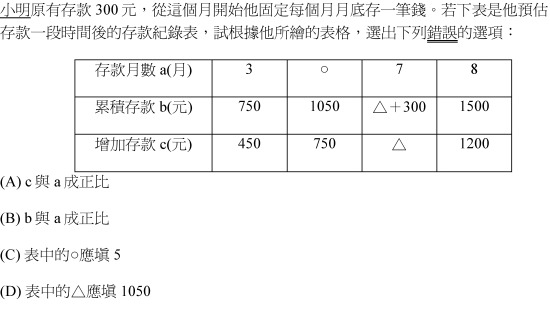 小明原有存款 300 元，從這個月開始他固定每個月月底存一筆錢。若下表是他預估
存款一段時間後的存款紀錄表，試根據他所繪的表格，選出下列錯誤的選項：
存款月數 a(月) 3 ○ 7 8
累積存款 b(元) 750 1050 △＋300 1500
增加存款 c(元) 450 750 △ 1200
(A) c 與 a 成正比
(B) b 與 a 成正比
(C) 表中的○應填 5
(D) 表中的△應填 1050